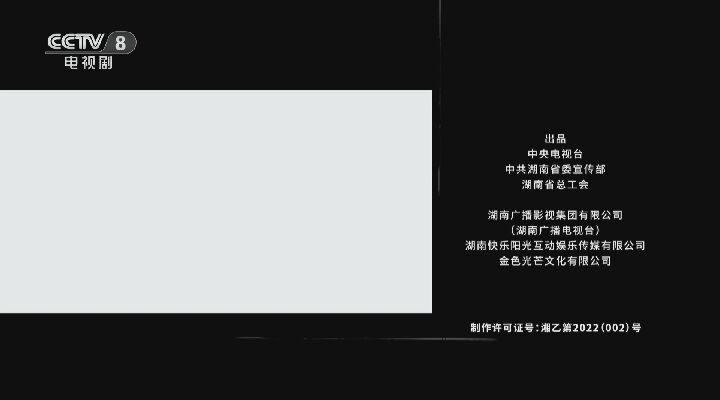 CCTV 8
电视剧
出品
中央电视台
中共湖南省委宣传部
湖南省总工会
湖南广播影视集团有限公司
（湖南广播电视台）
湖南快乐阳光互动娱乐传媒有限公司
金色光芒文化有限公司
制作许可证号：湘乙第2022（002）号